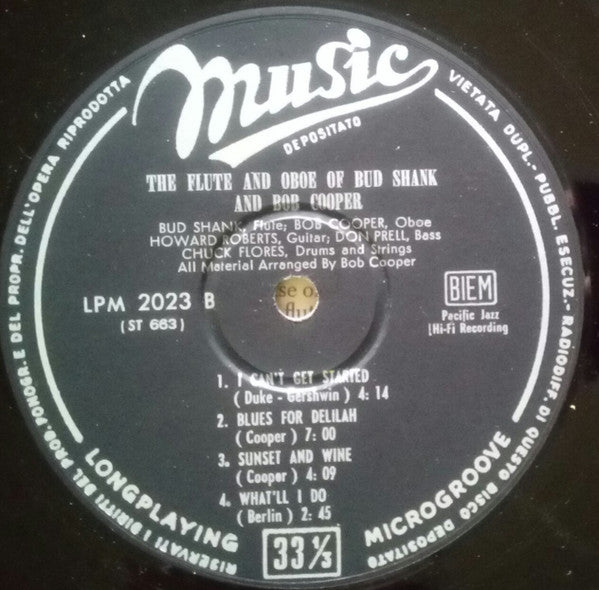 Music
DEPOSITATO
THE FLUTE AND OBOE OF BUD SHANK
AND BOB COOPER
BUD SHANK, Flute; BOB COOPER, Oboe
HOWARD ROBERTS, Guitar; DON PRELL, Bass
CHUCK FLORES, Drums and Strings
All Material Arranged By Bob Cooper
LPM 2023 B
(ST 663)
BIEM
Pacific Jazz
[Hi-Fi Recording
se o
flut
1. I CAN'T GET STARTED
(Duke - Gershwin) 4: 14
2. BLUES FOR DELILAH
(Cooper) 7: 00
3. SUNSET AND WINE
(Cooper) 4: 09
4. WHAT'LL I DO
(Berlin) 2: 45
LONGPLAYING
33 1/3
MICROGROOVE
RISERVATI I DIRITTI DEL PROD. FONOGR. E DEL PROPR. DELL'OPERA RIPRODOTTA
VIETATA DUPL.- PUBBL. ESECUZ.- RADIODIFF. DI QUESTO DISCO DEPOSITATO